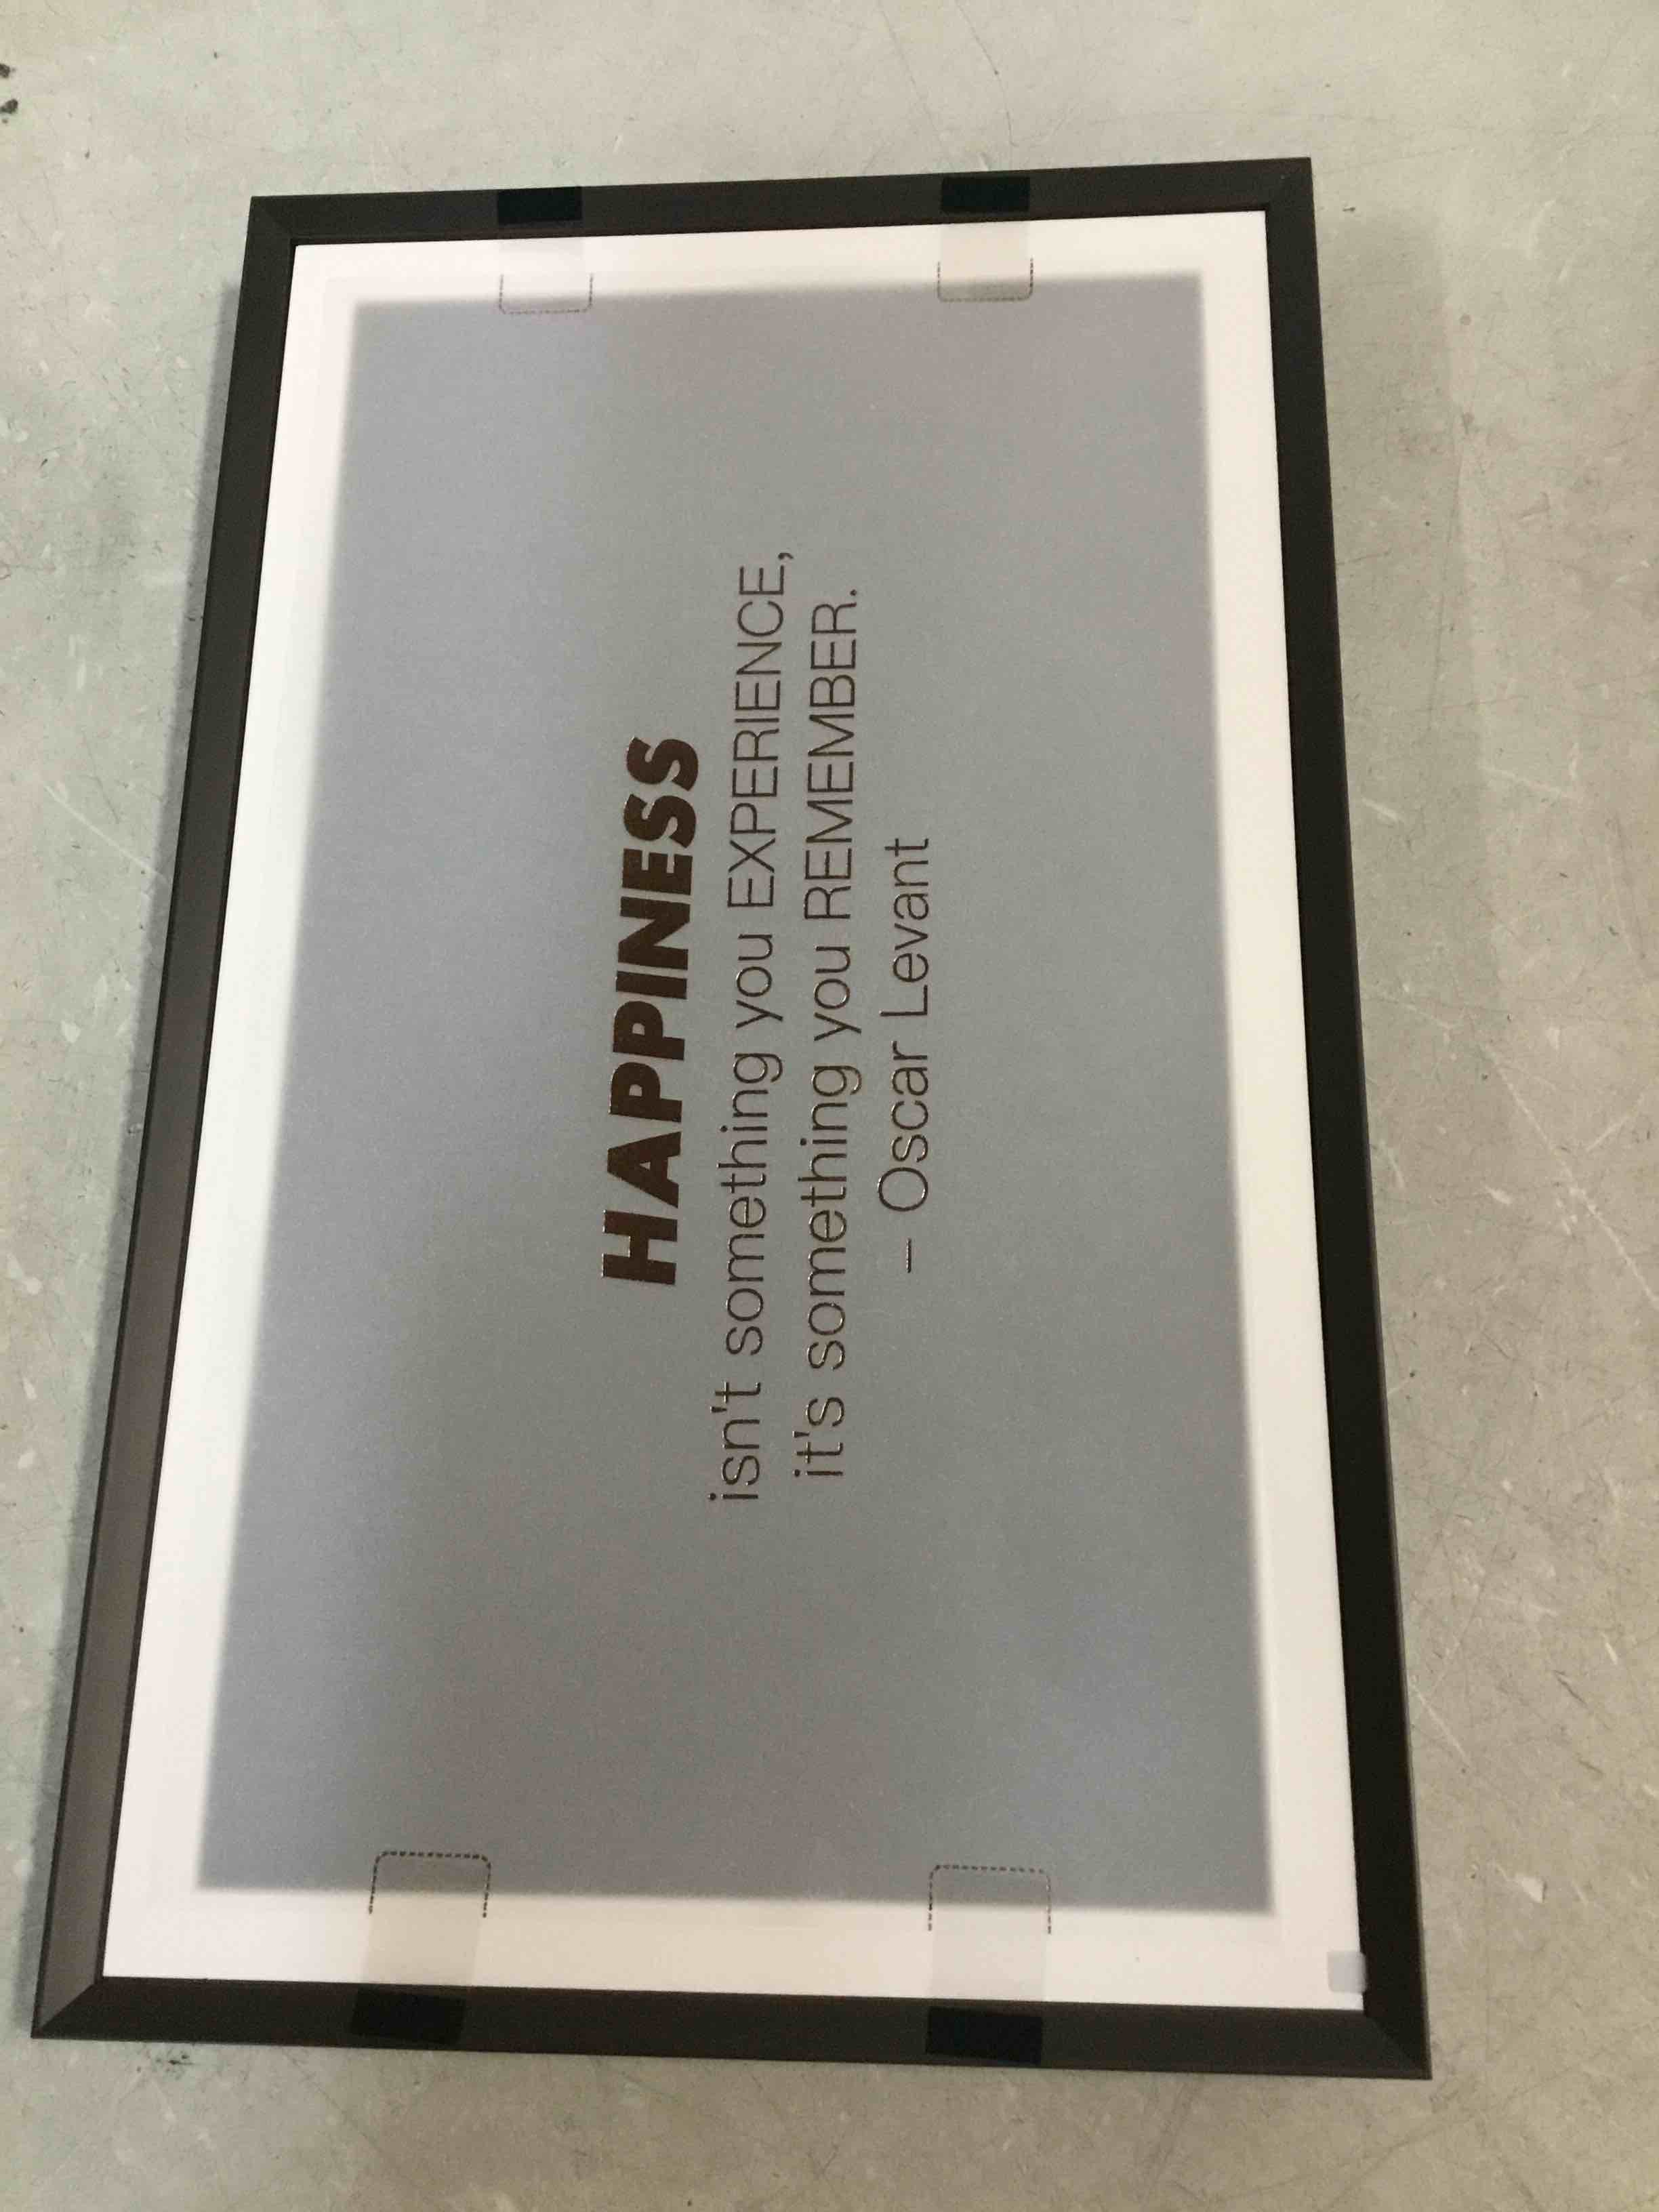 HAPPINESS
isn't something you EXPERIENCE,
it's something you REMEMBER.
– Oscar Levant